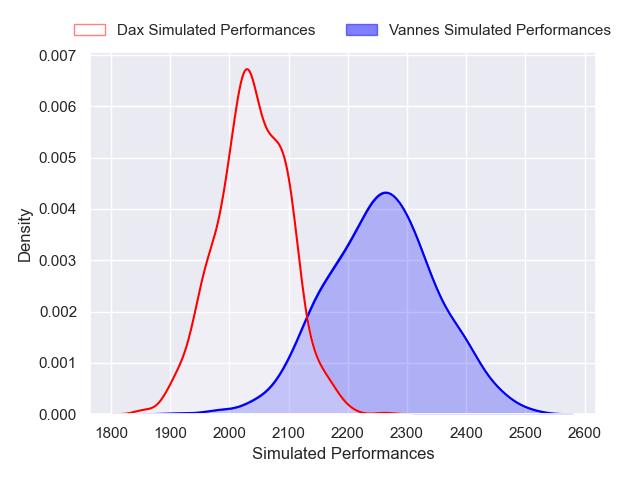 Dax Simulated Performances Vannes Simulated Performances
0.007
0.006
0.005
0.004
0.003
0.002
0.001
0.000
Density
1800 1900 2000 2100 2200 2300 2400 2500 2600
Simulated Performances